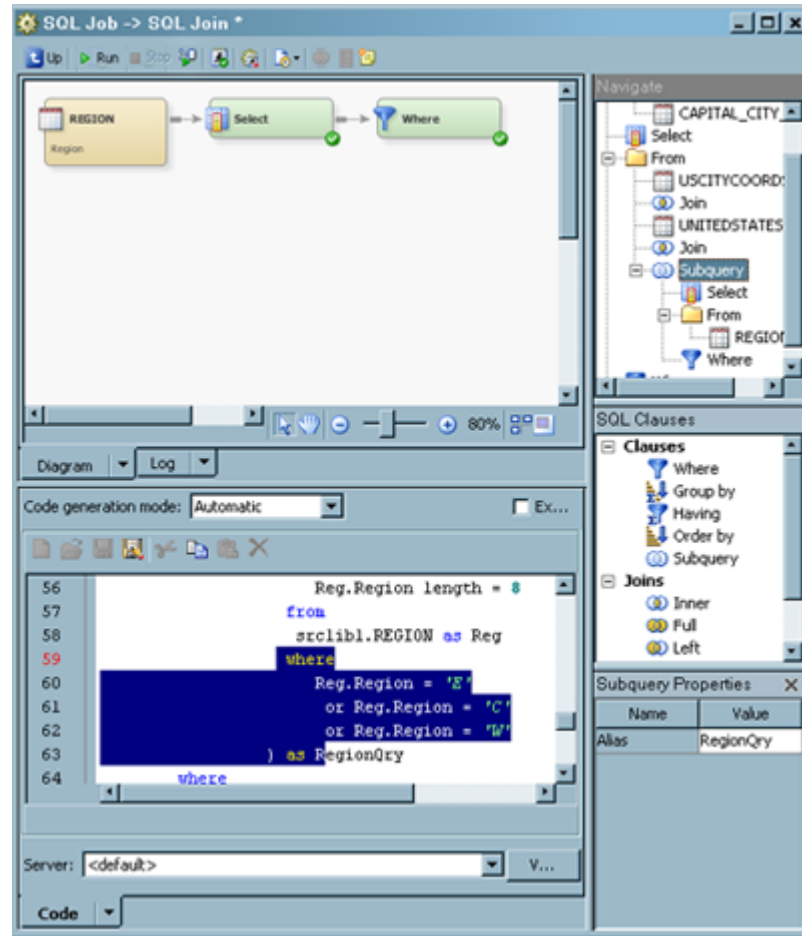 SQL Job -> SQL Join *
Up Run Stop
REGION
Region
Select
Where
80%
Diagram Log
Code generation mode: Automatic Ex...
56 Reg.Region length = 8
57 from
58 srclib1.REGION as Reg
59 where
60 Reg.Region = 'E'
61 or Reg.Region = 'C'
62 or Reg.Region = 'W'
63 ) as RegionQry
64 where
Server: <default> V...
Code
Navigate
CAPITAL_CITY_
Select
From
USCITYCOORDS
Join
UNITEDSTATES
Join
Subquery
Select
From
REGION
Where
SQL Clauses
Clauses
Where
Group by
Having
Order by
Subquery
Joins
Inner
Full
Left
Subquery Properties
Name Value
Alias RegionQry